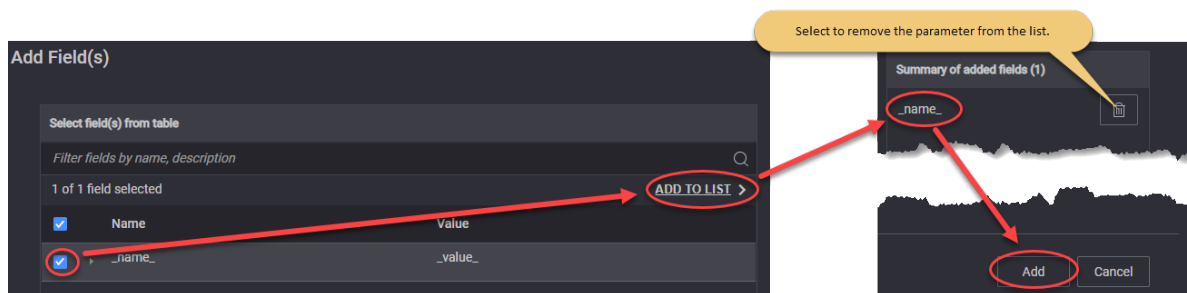 Add Field(s)
Select field(s) from table
Filter fields by name, description
1 of 1 field selected
ADD TO LIST >
Name Value
_name_ _value_
Select to remove the parameter from the list.
Summary of added fields (1)
_name_
Add Cancel